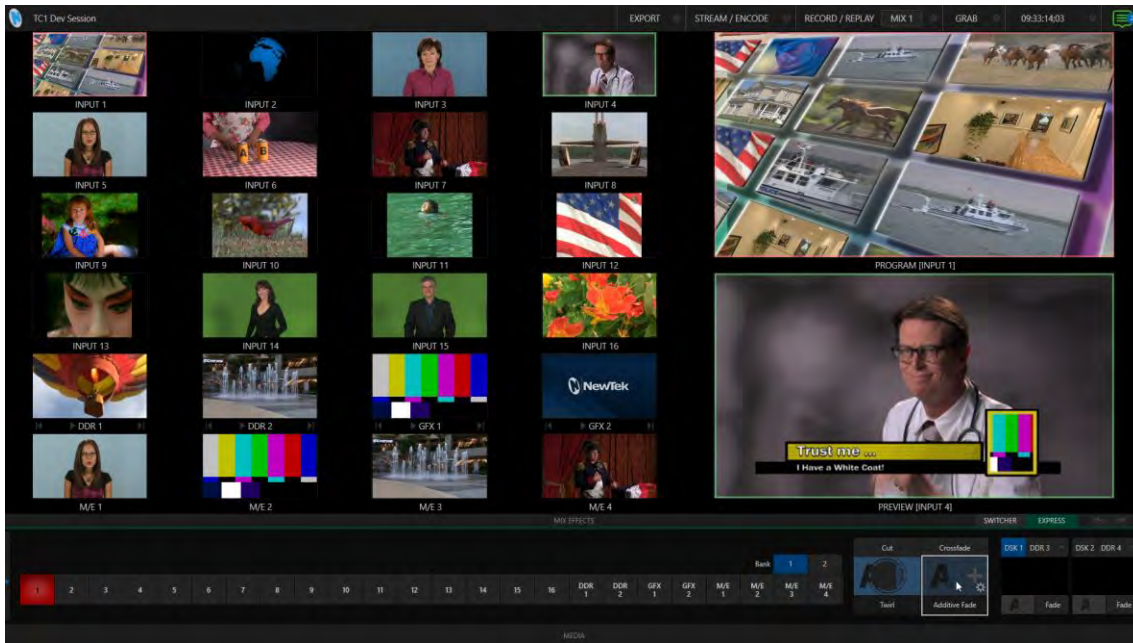 TC1 Dev Session
EXPORT STREAM / ENCODE RECORD / REPLAY MIX 1 GRAB 09:33:14;03
INPUT 1 INPUT 2 INPUT 3 INPUT 4
INPUT 5 INPUT 6 INPUT 7 INPUT 8
INPUT 9 INPUT 10 INPUT 11 INPUT 12
INPUT 13 INPUT 14 INPUT 15 INPUT 16
NewTek
DDR 1 DDR 2 GFX 1 GFX 2
M/E 1 M/E 2 M/E 3 M/E 4
PROGRAM [INPUT 1]
Trust me ...
I Have a White Coat!
PREVIEW [INPUT 4]
MIX EFFECTS
SWITCHER EXPRESS
Bank 1 2
1 2 3 4 5 6 7 8 9 10 11 12 13 14 15 16 DDR 1 DDR 2 GFX 1 GFX 2 M/E 1 M/E 2 M/E 3 M/E 4
Cut Crossfade
Twirl Additive Fade
DSK 1 DDR 3 DSK 2 DDR 4
Fade Fade
MEDIA